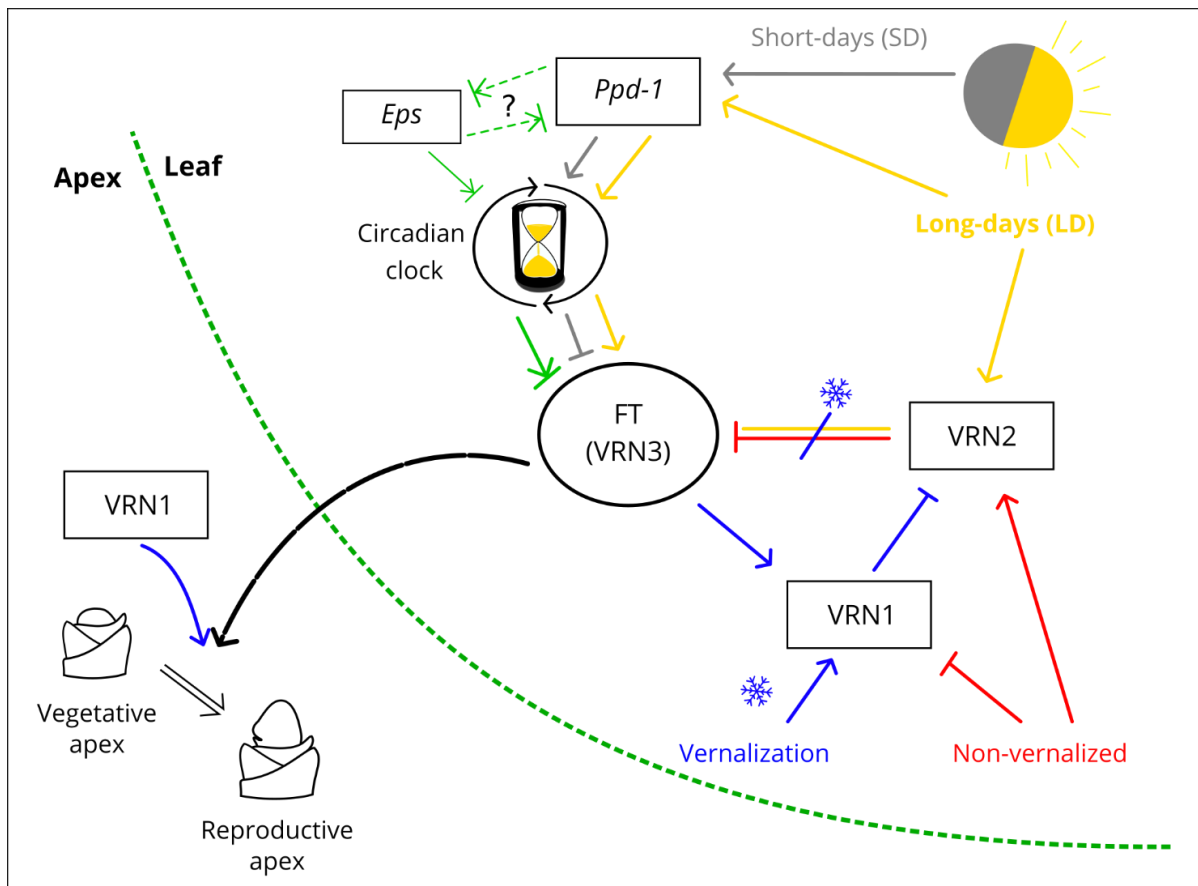 Short-days (SD)
Ppd-1
?
Eps
Apex
Leaf
Circadian
clock
Long-days (LD)
FT
(VRN3)
VRN2
VRN1
VRN1
Vegetative
apex
Vernalization
Non-vernalized
Reproductive
apex